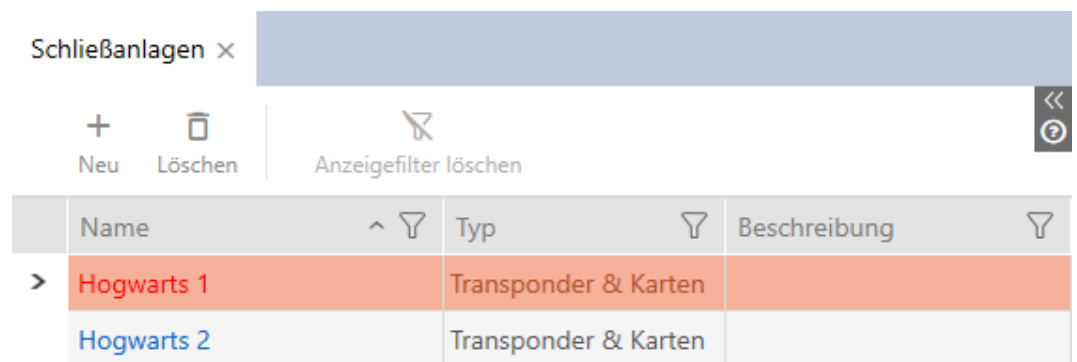 Schließanlagen
Neu Löschen Anzeigefilter löschen
Name Typ Beschreibung
Hogwarts 1 Transponder & Karten
Hogwarts 2 Transponder & Karten